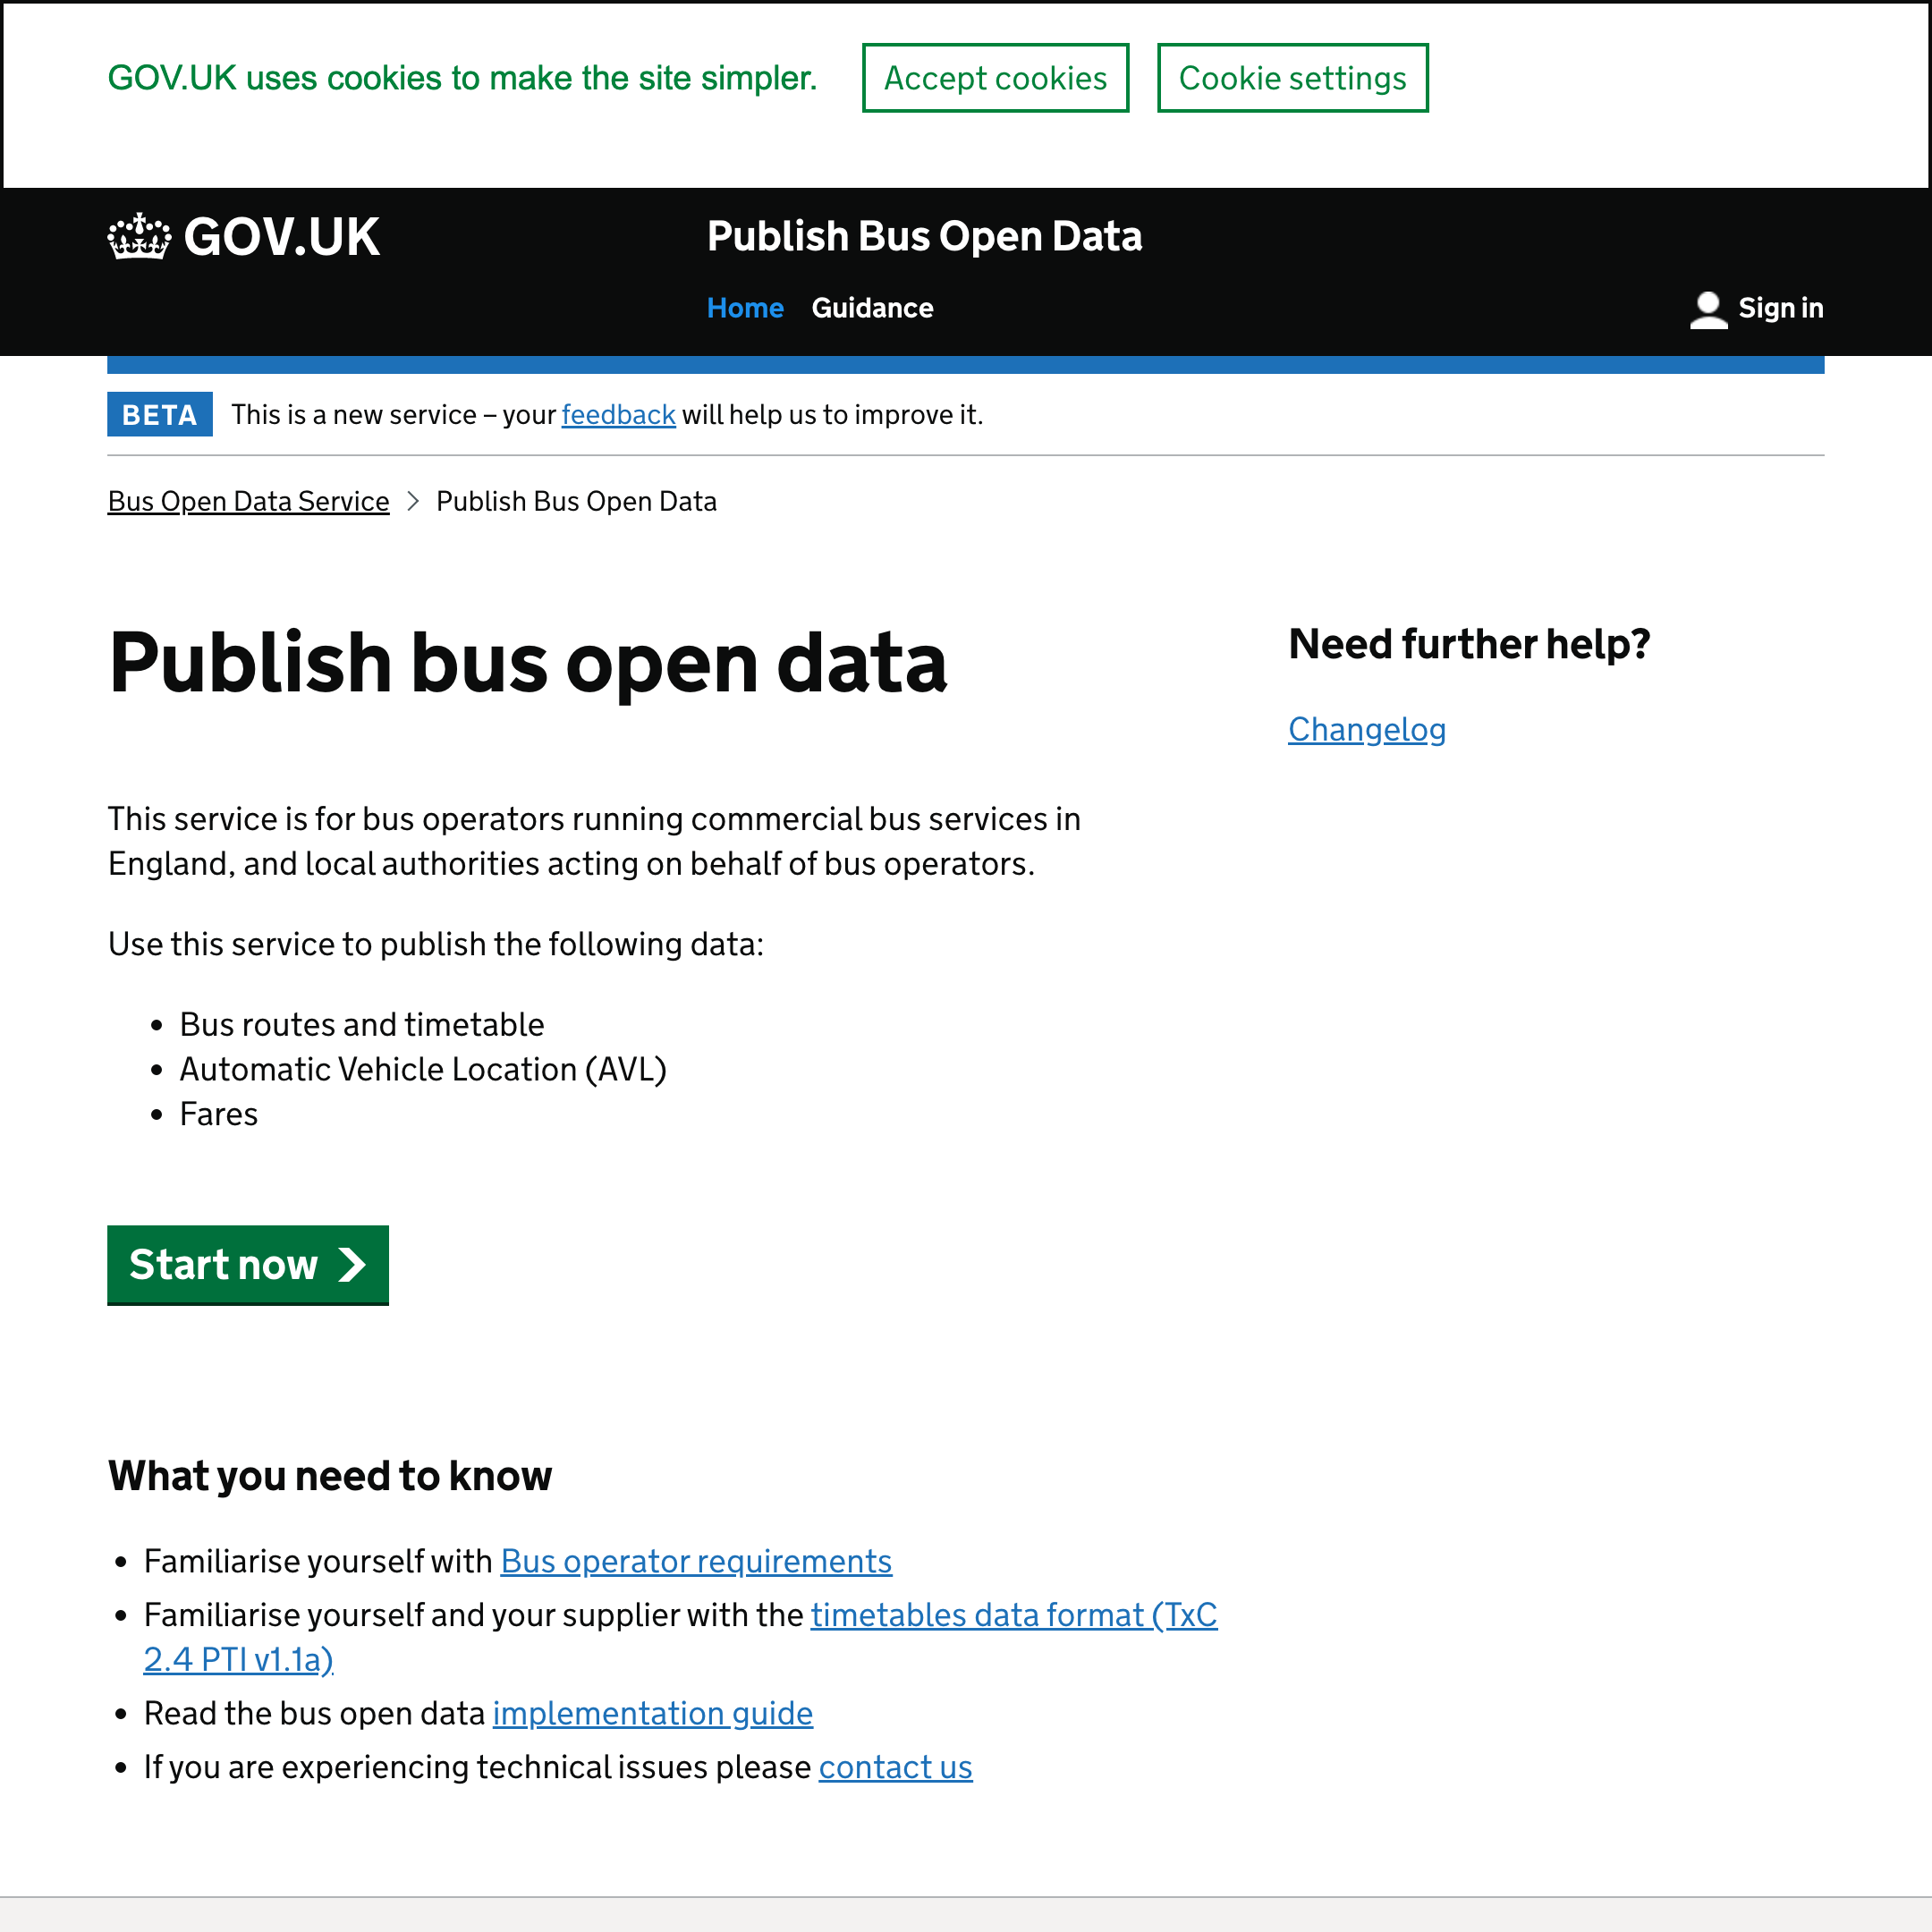 GOV.UK uses cookies to make the site simpler.
Accept cookies
Cookie settings
GOV.UK
Publish Bus Open Data
Home
Guidance
Sign in
BETA
This is a new service – your feedback will help us to improve it.
Bus Open Data Service
Publish Bus Open Data
Publish bus open data
This service is for bus operators running commercial bus services in
England, and local authorities acting on behalf of bus operators.
Use this service to publish the following data:
Bus routes and timetable
Automatic Vehicle Location (AVL)
Fares
Start now
What you need to know
Familiarise yourself with Bus operator requirements
Familiarise yourself and your supplier with the timetables data format (TxC
2.4 PTI v1.1a)
Read the bus open data implementation guide
If you are experiencing technical issues please contact us
Need further help?
Changelog